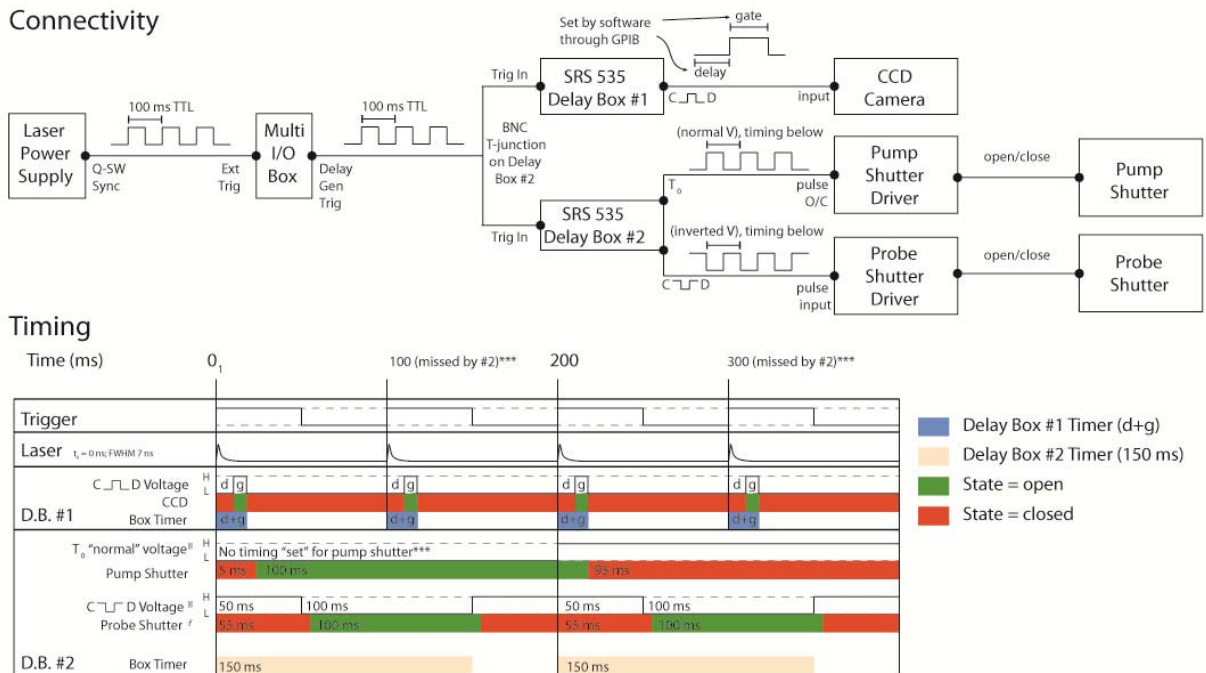 Connectivity
Set by software
through GPIB
gate
delay
Laser
Power
Supply
100 ms TTL
Q-SW
Sync
Ext
Trig
Multi
I/O
Box
100 ms TTL
Delay
Gen
Trig
BNC
T-junction
on Delay
Box #2
Trig In
SRS 535
Delay Box #1
C D
input
CCD
Camera
Trig In
SRS 535
Delay Box #2
(normal V), timing below
T₀
pulse
O/C
Pump
Shutter
Driver
open/close
Pump
Shutter
(inverted V), timing below
C D
pulse
input
Probe
Shutter
Driver
open/close
Probe
Shutter
Timing
Time (ms) 0₁ 100 (missed by #2)*** 200 300 (missed by #2)***
Trigger
Laser t₀ = 0 ns; FWHM 7 ns
C D Voltage H L d g d g d g d g
CCD
D.B. #1 Box Timer d+g d+g d+g d+g
T₀ "normal" voltage H L No timing "set" for pump shutter***
Pump Shutter 5 ms 100 ms 95 ms
C D Voltage H L 50 ms 100 ms 50 ms 100 ms
Probe Shutter f 55 ms 100 ms 55 ms 100 ms
D.B. #2 Box Timer 150 ms 150 ms
Delay Box #1 Timer (d+g)
Delay Box #2 Timer (150 ms)
State = open
State = closed